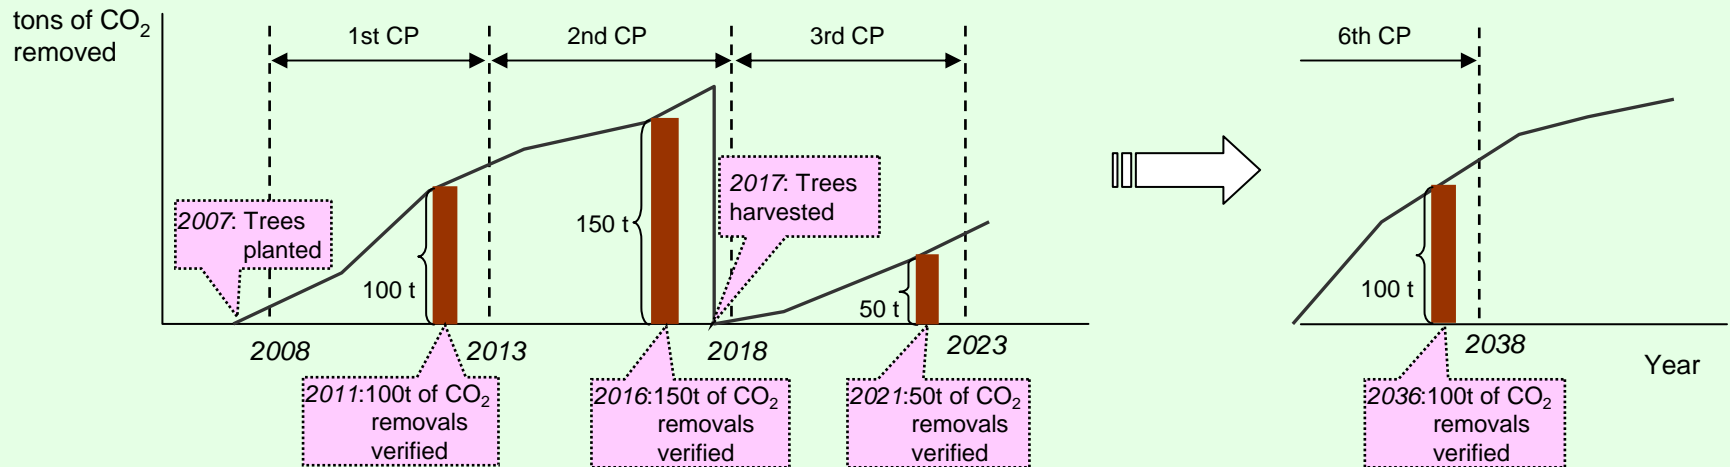 tons of CO₂
removed
1st CP
2nd CP
3rd CP
6th CP
2007: Trees
planted
100 t
150 t
2017: Trees
harvested
50 t
100 t
2008
2013
2018
2023
2038
Year
2011:100t of CO₂
removals
verified
2016:150t of CO₂
removals
verified
2021:50t of CO₂
removals
verified
2036:100t of CO₂
removals
verified